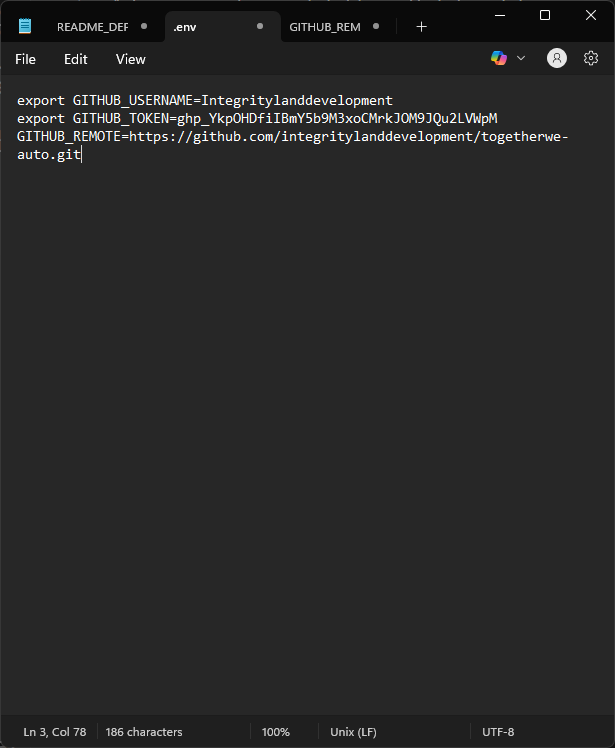 README_DEF
.env
GITHUB_REM
File Edit View
export GITHUB_USERNAME=Integritylanddevelopment
export GITHUB_TOKEN=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
GITHUB_REMOTE=https://github.com/integritylanddevelopment/togetherwe-
auto.git
Ln 3, Col 78 186 characters 100% Unix (LF) UTF-8